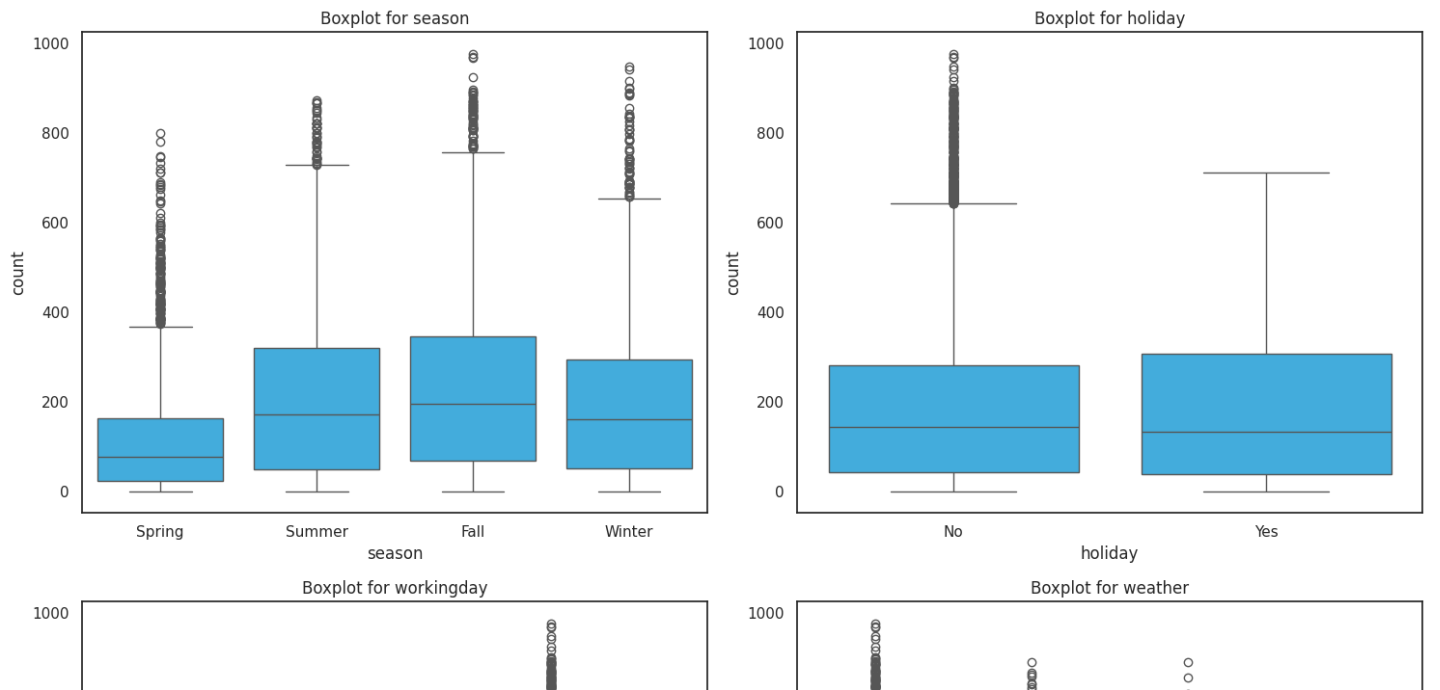 Boxplot for season
1000
800
600
400
200
0
count
Spring Summer Fall Winter
season
Boxplot for holiday
1000
800
600
400
200
0
count
No Yes
holiday
Boxplot for workingday
1000
Boxplot for weather
1000